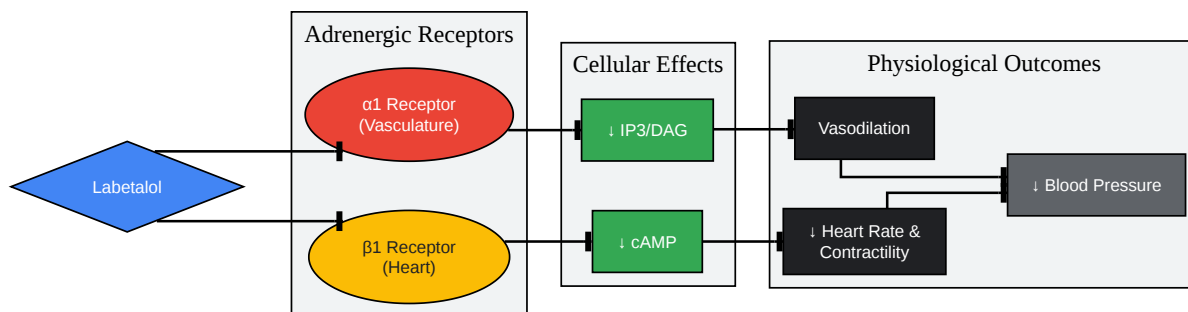 Adrenergic Receptors
Cellular Effects
Physiological Outcomes
Labetalol
α1 Receptor
(Vasculature)
↓ IP3/DAG
Vasodilation
↓ Blood Pressure
β1 Receptor
(Heart)
↓ cAMP
↓ Heart Rate &
Contractility